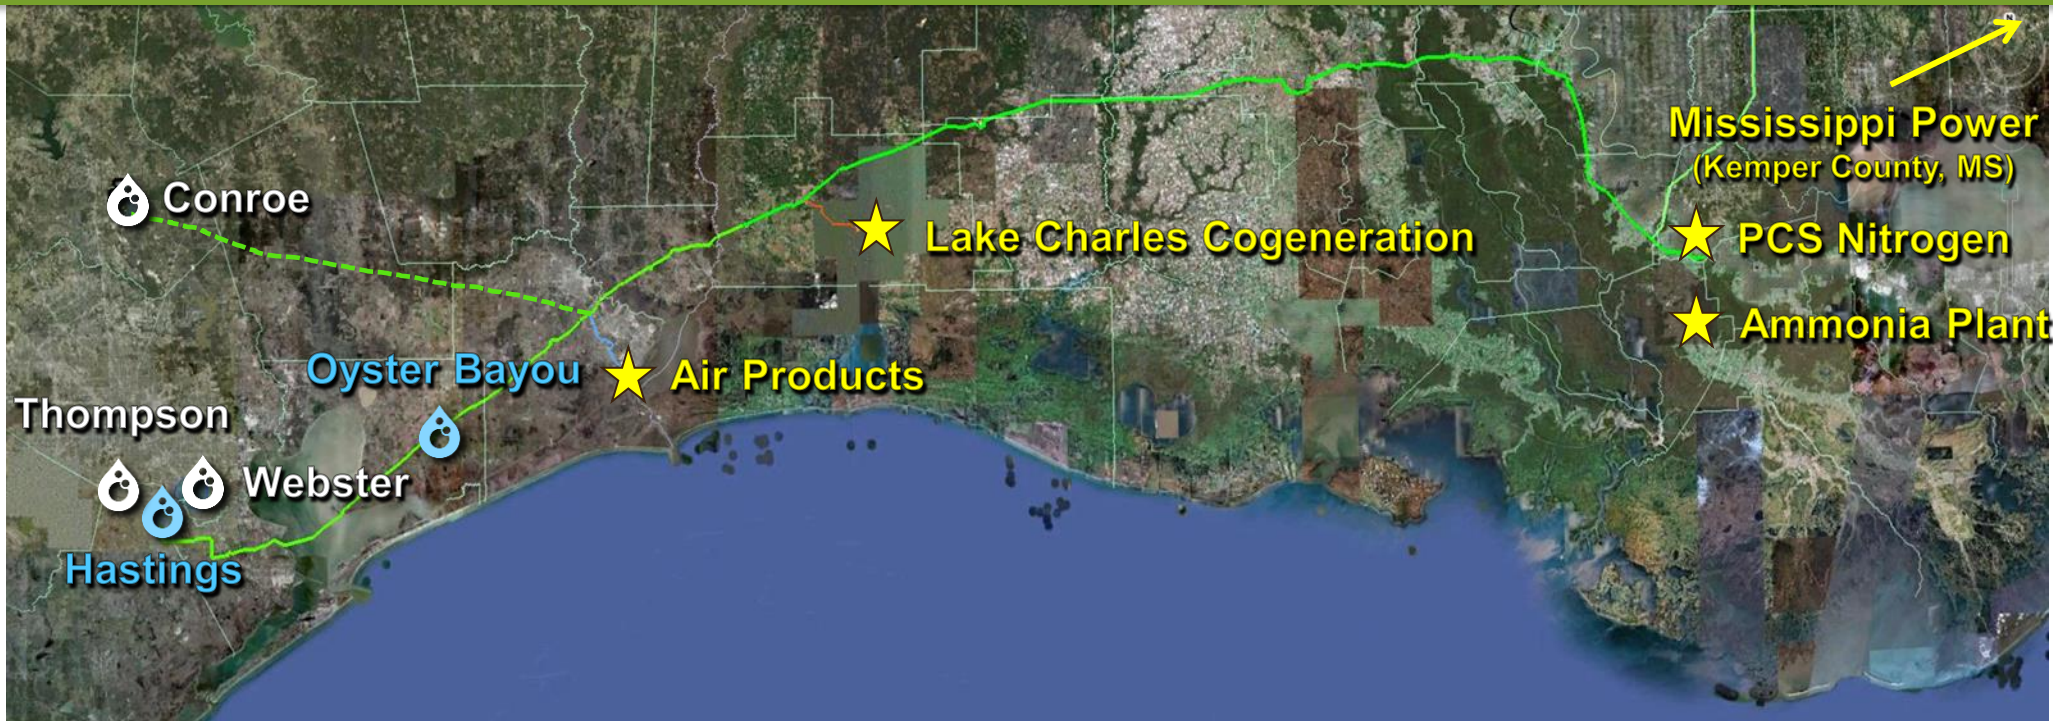 Mississippi Power
(Kemper County, MS)
Conroe
Lake Charles Cogeneration
PCS Nitrogen
Ammonia Plant
Oyster Bayou
Air Products
Thompson
Webster
Hastings